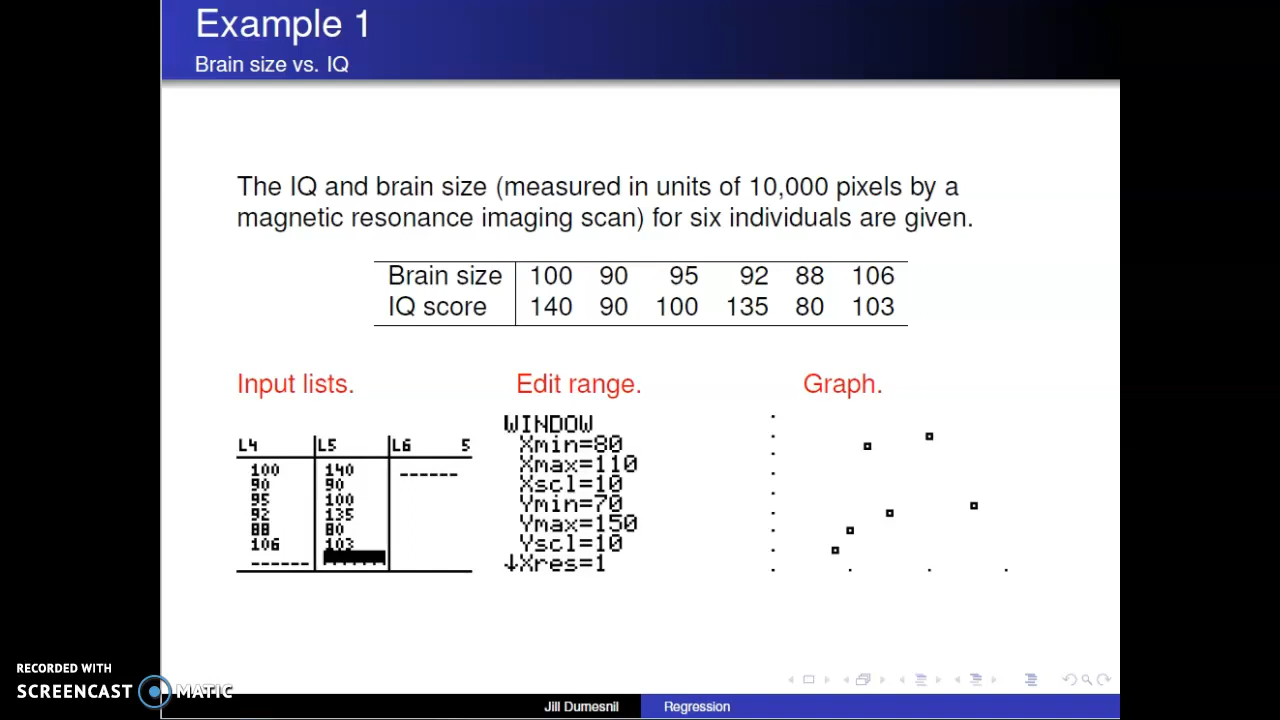 Example 1
Brain size vs. IQ
The IQ and brain size (measured in units of 10,000 pixels by a
magnetic resonance imaging scan) for six individuals are given.
Brain size 100 90 95 92 88 106
IQ score 140 90 100 135 80 103
Input lists. Edit range. Graph.
L4 L5 L6 5
100 140 ------
90 90
95 100
92 135
88 80
106 103
------
WINDOW
Xmin=80
Xmax=110
Xscl=10
Ymin=70
Ymax=150
Yscl=10
↓Xres=1
RECORDED WITH
SCREENCAST MATIC
Jill Dumesnil Regression